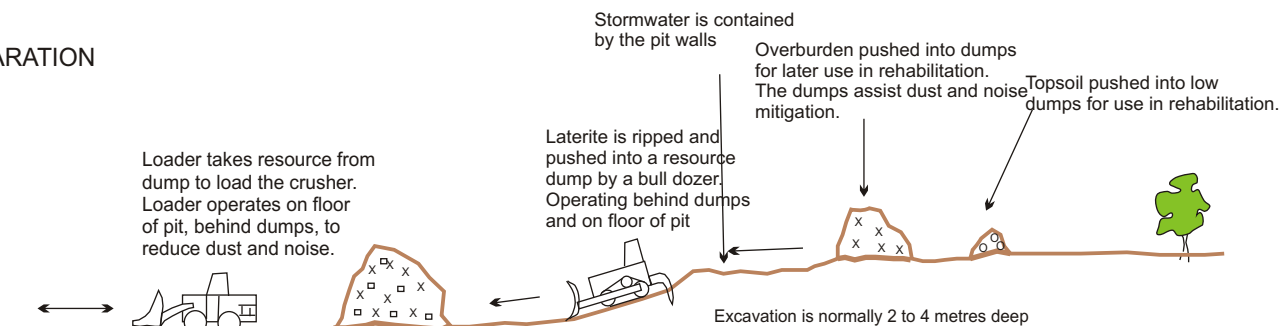 ARATION
Stormwater is contained
by the pit walls
Overburden pushed into dumps
for later use in rehabilitation.
The dumps assist dust and noise
mitigation.
Topsoil pushed into low
dumps for use in rehabilitation.
Laterite is ripped and
pushed into a resource
dump by a bull dozer.
Operating behind dumps
and on floor of pit
Loader takes resource from
dump to load the crusher.
Loader operates on floor
of pit, behind dumps, to
reduce dust and noise.
Excavation is normally 2 to 4 metres deep